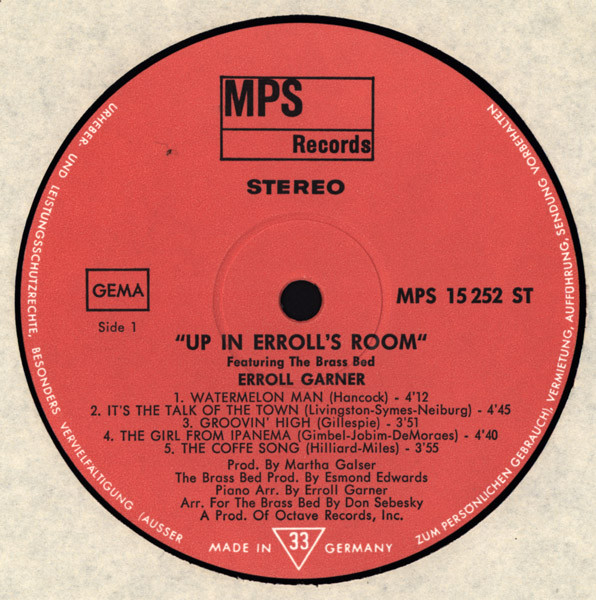 MPS
Records
STEREO
GEMA
Side 1
MPS 15 252 ST
"UP IN ERROLL'S ROOM"
Featuring The Brass Bed
ERROLL GARNER
1. WATERMELON MAN (Hancock) - 4'12
2. IT'S THE TALK OF THE TOWN (Livingston-Symes-Neiburg) - 4'45
3. GROOVIN' HIGH (Gillespie) - 3'51
4. THE GIRL FROM IPANEMA (Gimbel-Jobim-DeMoraes) - 4'40
5. THE COFFE SONG (Hilliard-Miles) - 3'55
Prod. By Martha Galser
The Brass Bed Prod. By Esmond Edwards
Piano Arr. By Erroll Garner
Arr. For The Brass Bed By Don Sebesky
A Prod. Of Octave Records, Inc.
MADE IN 33 GERMANY
URHEBER- UND LEISTUNGSSCHUTZRECHTE, BESONDERS VERVIELFÄLTIGUNG (AUSSER
ZUM PERSÖNLICHEN GEBRAUCH), VERMIETUNG, AUFFÜHRUNG, SENDUNG VORBEHALTEN